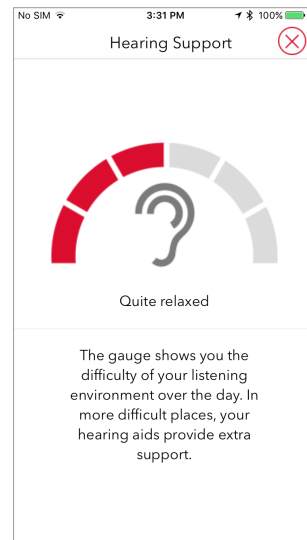 No SIM 3:31 PM 100%
Hearing Support
Quite relaxed
The gauge shows you the
difficulty of your listening
environment over the day. In
more difficult places, your
hearing aids provide extra
support.